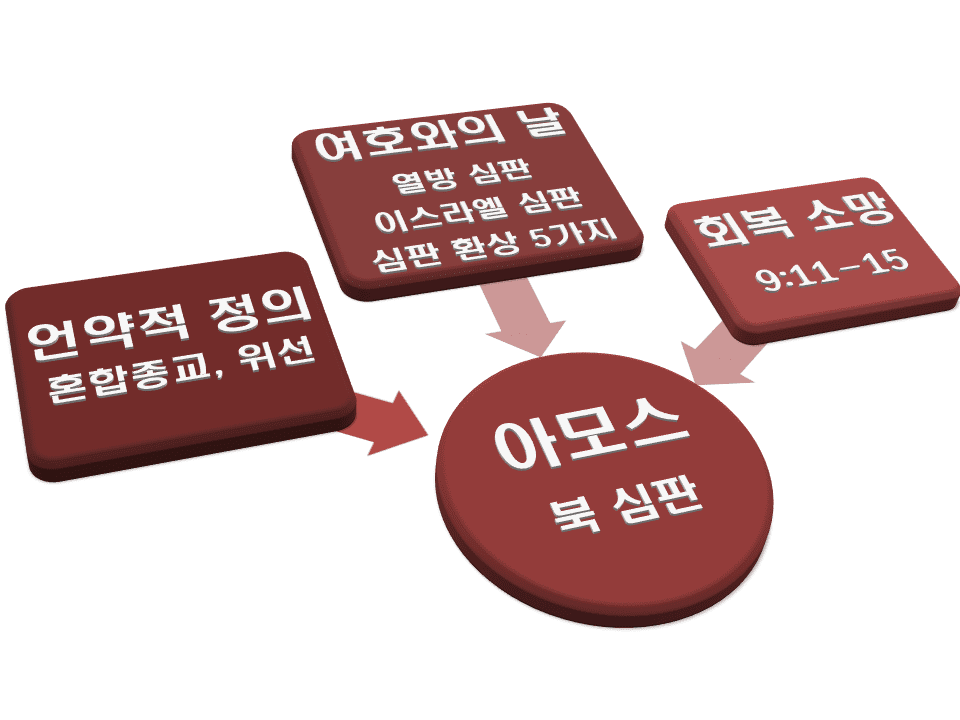 언약적 정의
혼합종교, 위선
여호와의 날
열방 심판
이스라엘 심판
심판 환상 5가지
회복 소망
9:11-15
아모스
북 심판